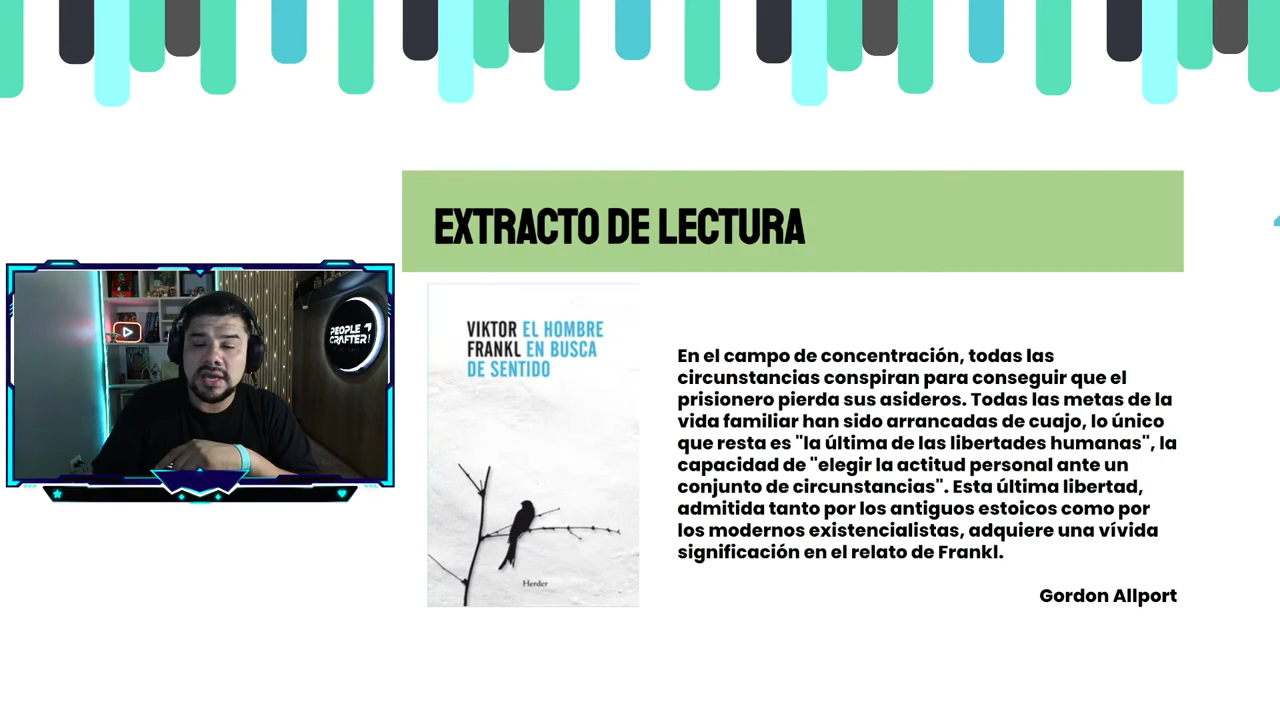 EXTRACTO DE LECTURA
VIKTOR EL HOMBRE
FRANKL EN BUSCA
DE SENTIDO
Herder
PEOPLE
CRAFTER!
En el campo de concentración, todas las
circunstancias conspiran para conseguir que el
prisionero pierda sus asideros. Todas las metas de la
vida familiar han sido arrancadas de cuajo, lo único
que resta es "la última de las libertades humanas", la
capacidad de "elegir la actitud personal ante un
conjunto de circunstancias". Esta última libertad,
admitida tanto por los antiguos estoicos como por
los modernos existencialistas, adquiere una vívida
significación en el relato de Frankl.
Gordon Allport